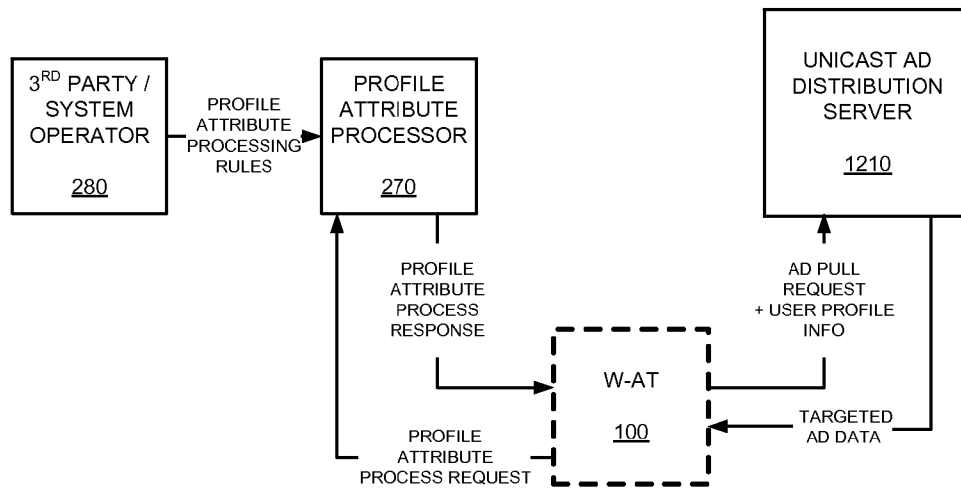 3RD PARTY /
SYSTEM
OPERATOR
280
PROFILE
ATTRIBUTE
PROCESSING
RULES
PROFILE
ATTRIBUTE
PROCESSOR
270
UNICAST AD
DISTRIBUTION
SERVER
1210
PROFILE
ATTRIBUTE
PROCESS
RESPONSE
AD PULL
REQUEST
+ USER PROFILE
INFO
W-AT
100
TARGETED
AD DATA
PROFILE
ATTRIBUTE
PROCESS REQUEST